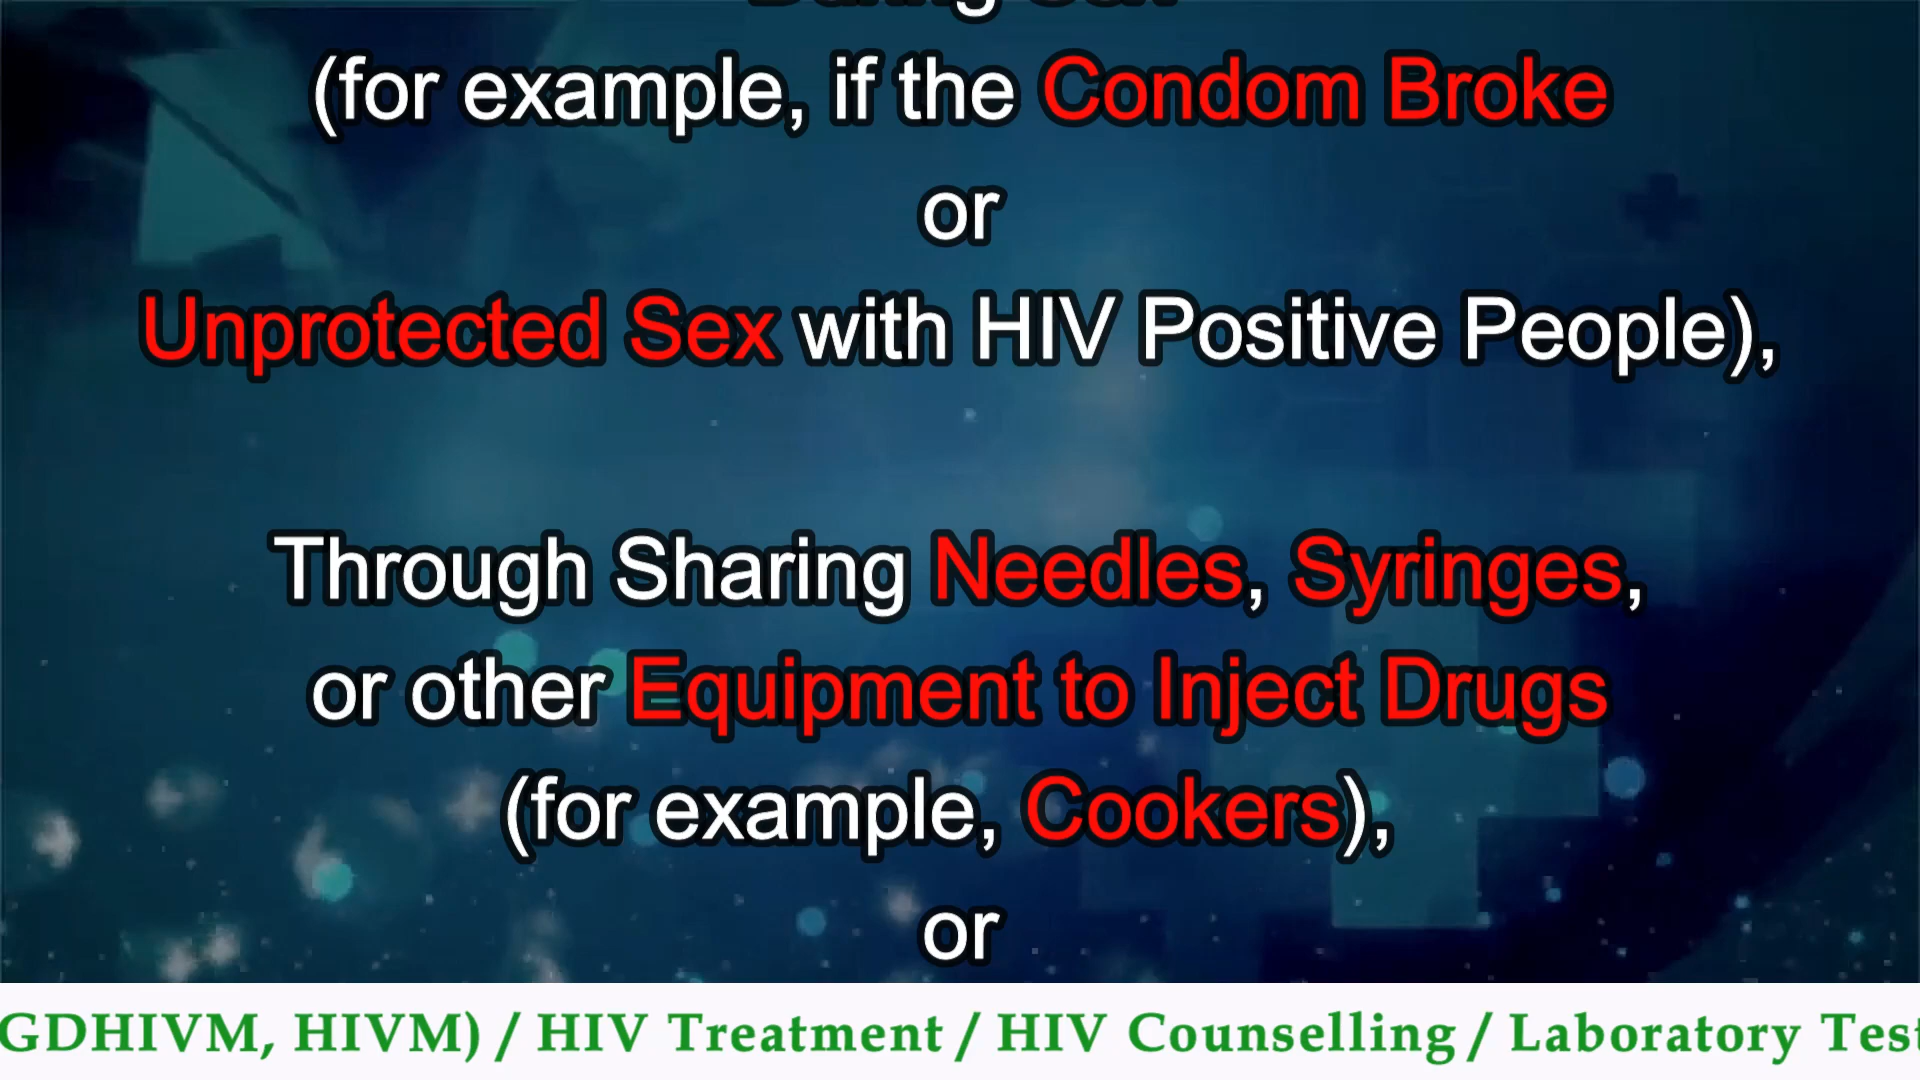 (for example, if the Condom Broke
or
Unprotected Sex with HIV Positive People),
Through Sharing Needles, Syringes,
or other Equipment to Inject Drugs
(for example, Cookers),
or
GDHIVM, HIVM) / HIV Treatment / HIV Counselling / Laboratory Test